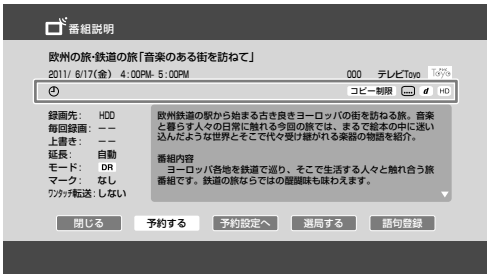 番組説明
欧州の旅・鉄道の旅「音楽のある街を訪ねて」
2011/ 6/17(金) 4:00PM- 5:00PM 000 テレビToyo Toyo
コピー制限 d HD
録画先: HDD
毎回録画: －－
上書き: －－
延長: 自動
モード: DR
マーク: なし
ワンタッチ転送: しない
欧州鉄道の駅から始まる古き良きヨーロッパの街を訪ねる旅。音楽
と暮らす人々の日常に触れる今回の旅では、まるで絵本の中に迷い
込んだような世界とそこで代々受け継がれる楽器の物語を紹介。
番組内容
ヨーロッパ各地を鉄道で巡り、そこで生活する人々と触れ合う旅
番組です。鉄道の旅ならではの醍醐味も味わえます。
閉じる 予約する 予約設定へ 選局する 語句登録